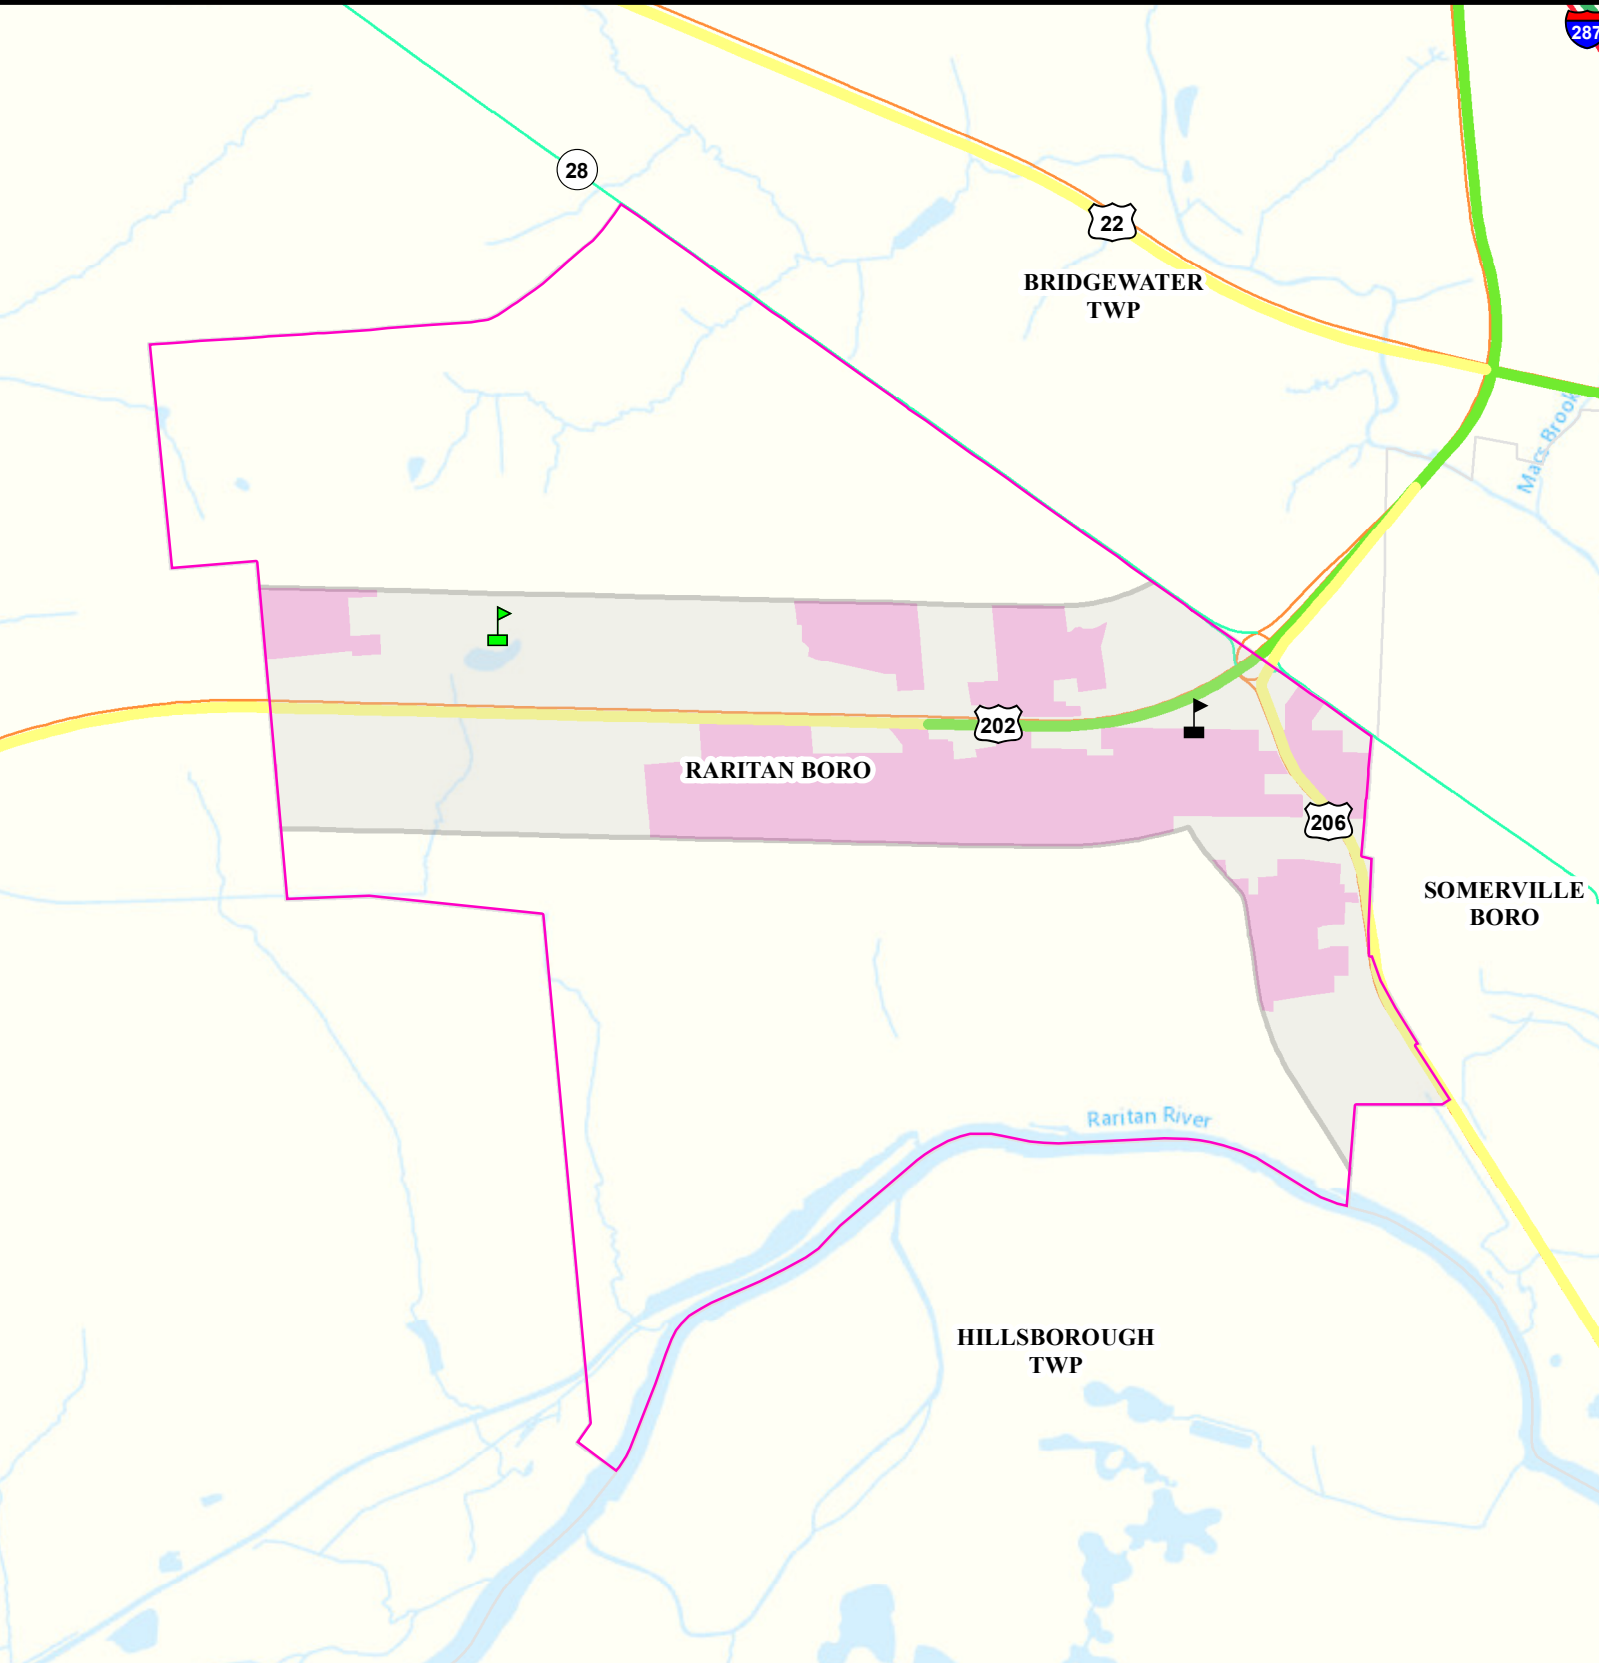 287
28
22
BRIDGEWATER
TWP
Macs Brook
202
RARITAN BORO
206
SOMERVILLE
BORO
Raritan River
HILLSBOROUGH
TWP